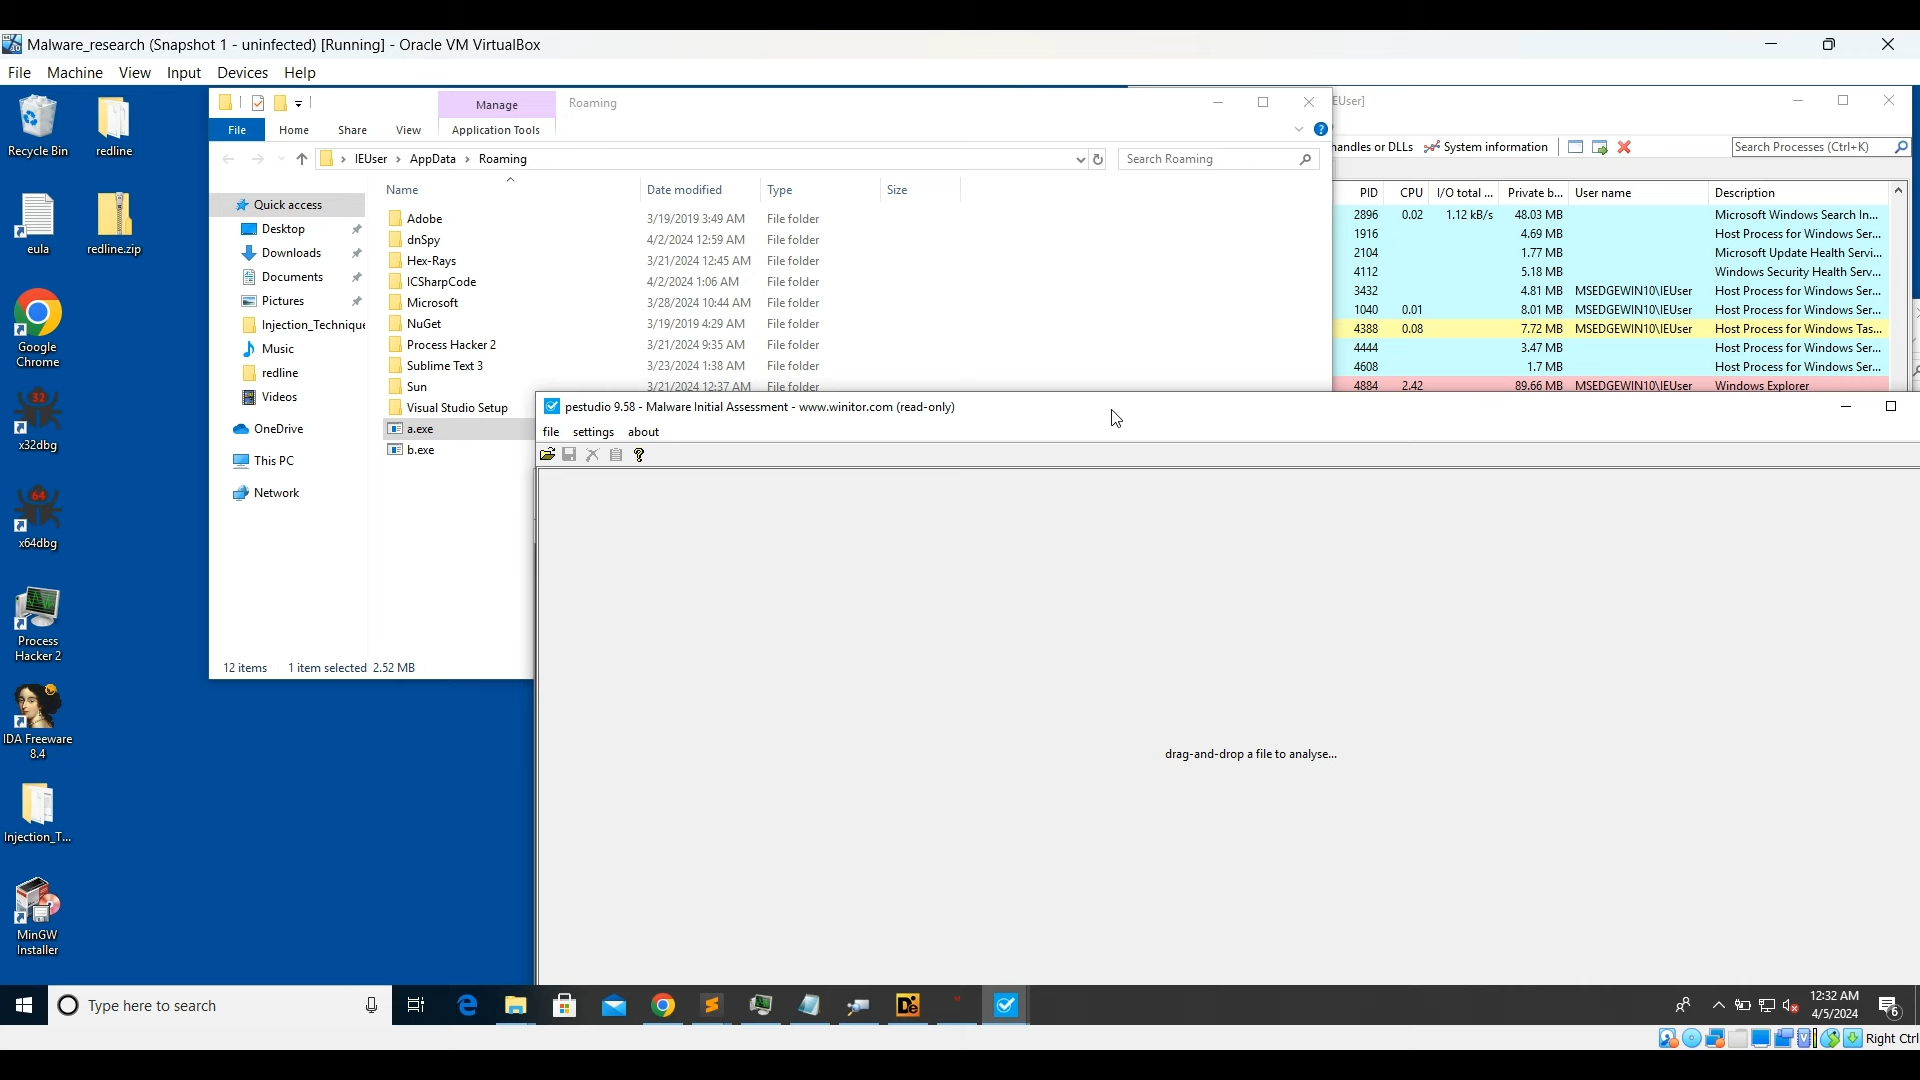 Malware_research (Snapshot 1 - uninfected) [Running] - Oracle VM VirtualBox
File Machine View Input Devices Help
Recycle Bin
redline
eula
redline.zip
Google
Chrome
32
x32dbg
64
x64dbg
Process
Hacker 2
IDA Freeware
8.4
Injection_T...
MinGW
Installer
Manage
Roaming
File Home Share View Application Tools
IEUser AppData Roaming
Search Roaming
Name Date modified Type Size
Quick access
Desktop
Downloads
Documents
Pictures
Injection_Technique
Music
redline
Videos
OneDrive
This PC
Network
Adobe 3/19/2019 3:49 AM File folder
dnSpy 4/2/2024 12:59 AM File folder
Hex-Rays 3/21/2024 12:45 AM File folder
ICSharpCode 4/2/2024 1:06 AM File folder
Microsoft 3/28/2024 10:44 AM File folder
NuGet 3/19/2019 4:29 AM File folder
Process Hacker 2 3/21/2024 9:35 AM File folder
Sublime Text 3 3/23/2024 1:38 AM File folder
Sun 3/21/2024 12:37 AM File folder
Visual Studio Setup
a.exe
b.exe
12 items 1 item selected 2.52 MB
EUser]
handles or DLLs System information
Search Processes (Ctrl+K)
PID CPU I/O total ... Private b... User name Description
2896 0.02 1.12 kB/s 48.03 MB Microsoft Windows Search In...
1916 4.69 MB Host Process for Windows Ser...
2104 1.77 MB Microsoft Update Health Servi...
4112 5.18 MB Windows Security Health Serv...
3432 4.81 MB MSEDGEWIN10\IEUser Host Process for Windows Ser...
1040 0.01 8.01 MB MSEDGEWIN10\IEUser Host Process for Windows Ser...
4388 0.08 7.72 MB MSEDGEWIN10\IEUser Host Process for Windows Tas...
4444 3.47 MB Host Process for Windows Ser...
4608 1.7 MB Host Process for Windows Ser...
4884 2.42 89.66 MB MSEDGEWIN10\IEUser Windows Explorer
pestudio 9.58 - Malware Initial Assessment - www.winitor.com (read-only)
file settings about
drag-and-drop a file to analyse...
Type here to search
12:32 AM
4/5/2024
6
Right Ctrl